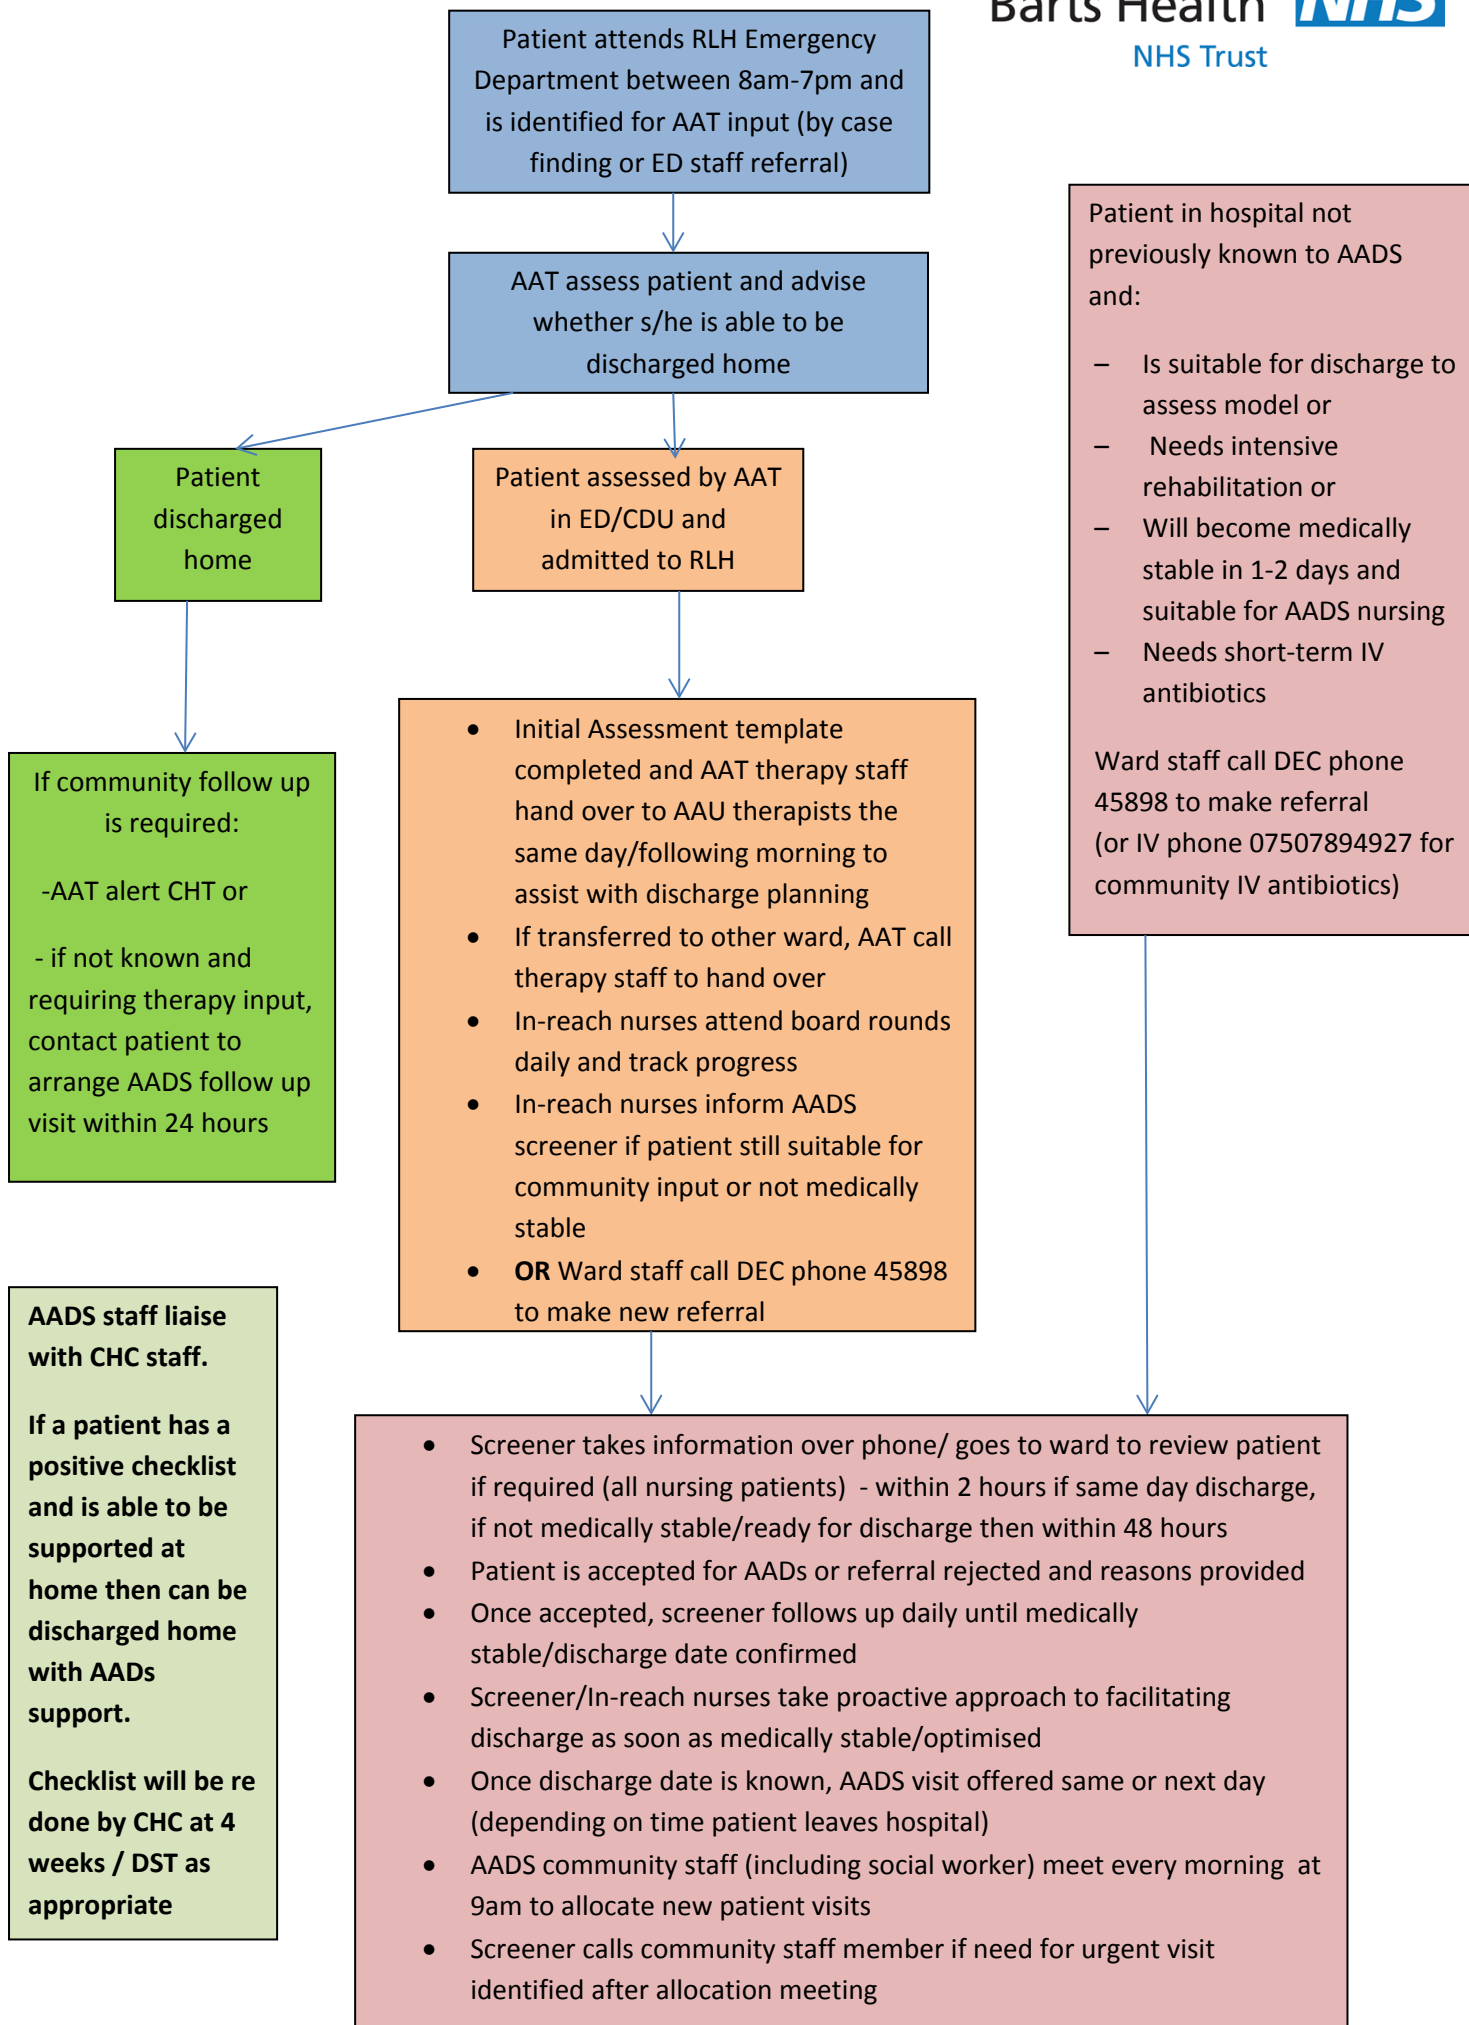 Barts Health NHS
NHS Trust
Patient attends RLH Emergency
Department between 8am-7pm and
is identified for AAT input (by case
finding or ED staff referral)
AAT assess patient and advise
whether s/he is able to be
discharged home
Patient
discharged
home
Patient assessed by AAT
in ED/CDU and
admitted to RLH
Patient in hospital not
previously known to AADS
and:
– Is suitable for discharge to
assess model or
– Needs intensive
rehabilitation or
– Will become medically
stable in 1-2 days and
suitable for AADS nursing
– Needs short-term IV
antibiotics
Ward staff call DEC phone
45898 to make referral
(or IV phone 07507894927 for
community IV antibiotics)
If community follow up
is required:
-AAT alert CHT or
- if not known and
requiring therapy input,
contact patient to
arrange AADS follow up
visit within 24 hours
• Initial Assessment template
completed and AAT therapy staff
hand over to AAU therapists the
same day/following morning to
assist with discharge planning
• If transferred to other ward, AAT call
therapy staff to hand over
• In-reach nurses attend board rounds
daily and track progress
• In-reach nurses inform AADS
screener if patient still suitable for
community input or not medically
stable
• OR Ward staff call DEC phone 45898
to make new referral
AADS staff liaise
with CHC staff.
If a patient has a
positive checklist
and is able to be
supported at
home then can be
discharged home
with AADs
support.
Checklist will be re
done by CHC at 4
weeks / DST as
appropriate
• Screener takes information over phone/ goes to ward to review patient
if required (all nursing patients) - within 2 hours if same day discharge,
if not medically stable/ready for discharge then within 48 hours
• Patient is accepted for AADs or referral rejected and reasons provided
• Once accepted, screener follows up daily until medically
stable/discharge date confirmed
• Screener/In-reach nurses take proactive approach to facilitating
discharge as soon as medically stable/optimised
• Once discharge date is known, AADS visit offered same or next day
(depending on time patient leaves hospital)
• AADS community staff (including social worker) meet every morning at
9am to allocate new patient visits
• Screener calls community staff member if need for urgent visit
identified after allocation meeting